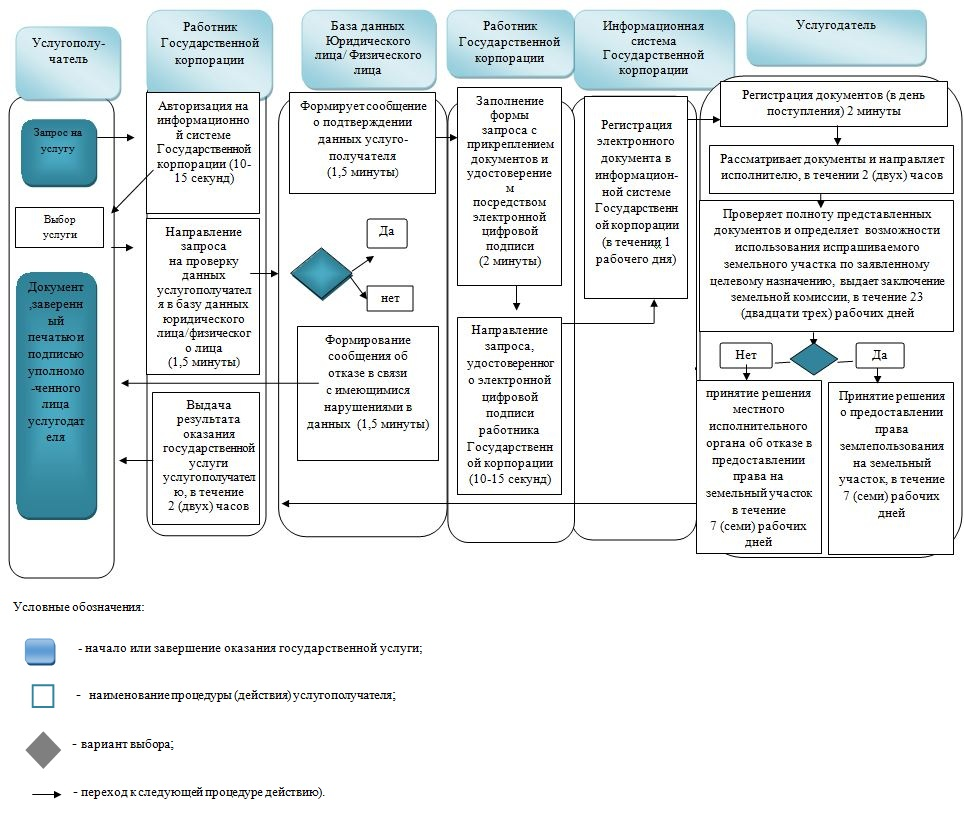 Услугополу-
чатель
Работник
Государственной
корпорации
База данных
Юридического
лица/ Физического
лица
Работник
Государственной
корпорации
Информационная
система
Государственной
корпорации
Услугодатель
Запрос на
услугу
Выбор
услуги
Документ
,заверенн
ый
печатью и
подписью
уполномо
-ченного
лица
услугодат
еля
Авторизация на
информационно
й системе
Государственной
корпорации (10-
15 секунд)
Направление
запроса
на проверку
данных
услугополучател
я в базу данных
юридического
лица/физическог
о лица
(1,5 минуты)
Выдача
результата
оказания
государственной
услуги
услугополучате
лю, в течение
2 (двух) часов
Формирует сообщение
о подтверждении
данных услуго-
получателя
(1,5 минуты)
Да
нет
Формирование
сообщения об
отказе в связи
с имеющимися
нарушениями в
данных (1,5 минуты)
Заполнение
формы
запроса с
прикреплением
документов и
удостоверение
м
посредством
электронной
цифровой
подписи
(2 минуты)
Направление
запроса,
удостоверенног
о электронной
цифровой
подписи
работника
Государственн
ой корпорации
(10-15 секунд)
Регистрация
электронного
документа в
информацион-
ной системе
Государственн
ой корпорации
(в течении 1
рабочего дня)
Регистрация документов (в день
поступления) 2 минуты
Рассматривает документы и направляет
исполнителю, в течении 2 (двух) часов
Проверяет полноту представленных
документов и определяет возможности
использования испрашиваемого
земельного участка по заявленному
целевому назначению, выдает заключение
земельной комиссии, в течение 23
(двадцати трех) рабочих дней
Нет
Да
принятие решения
местного
исполнительного
органа об отказе в
предоставлении
права на
земельный участок
в течение
7 (семи) рабочих
дней
Принятие решения
о предоставлении
права
землепользования
на земельный
участок, в течение
7 (семи) рабочих
дней
Условные обозначения:
- начало или завершение оказания государственной услуги;
- наименование процедуры (действия) услугополучателя;
- вариант выбора;
- переход к следующей процедуре действию).